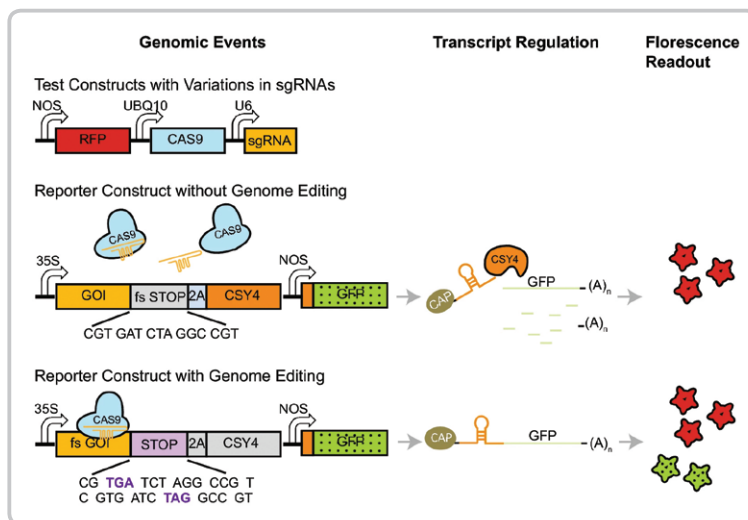 Genomic Events
Transcript Regulation
Florescence
Readout
Test Constructs with Variations in sgRNAs
NOS UBQ10 U6
RFP CAS9 sgRNA
Reporter Construct without Genome Editing
CAS9 CAS9
35S NOS
GOI fs STOP 2A CSY4 GFP
CGT GAT CTA GGC CGT
CSY4
GFP
CAP (A)n
(A)n
Reporter Construct with Genome Editing
35S CAS9 NOS
fs GOI STOP 2A CSY4 GFP
CG TGA TCT AGG CCG T
C GTG ATC TAG GCC GT
CAP GFP (A)n